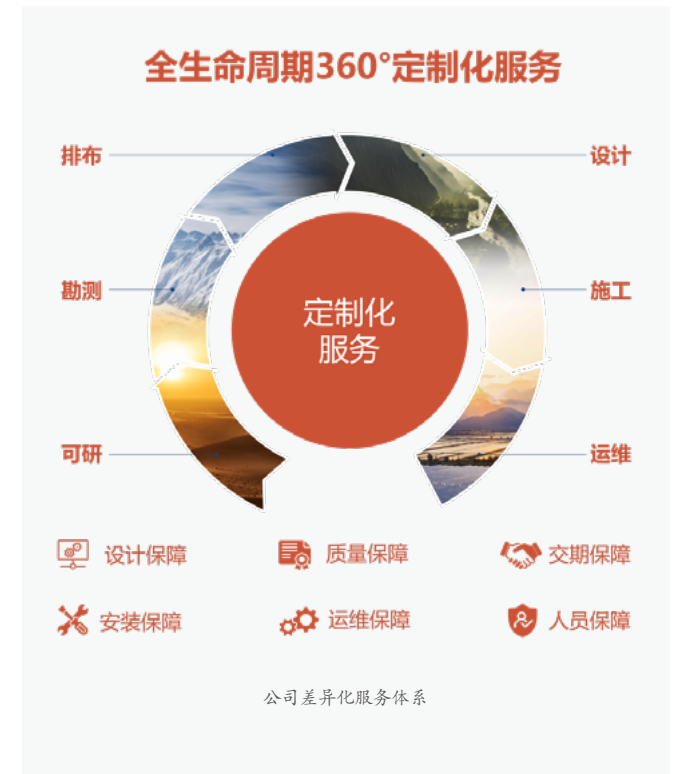 全生命周期360°定制化服务
排布
设计
勘测
施工
定制化
服务
可研
运维
设计保障
质量保障
交期保障
安装保障
运维保障
人员保障
公司差异化服务体系